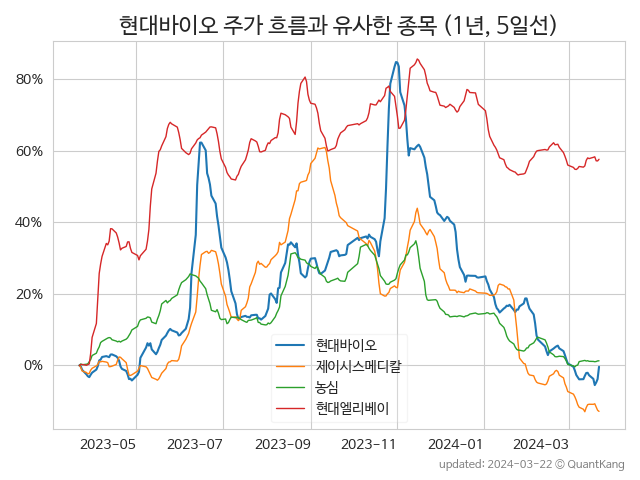 현대바이오 주가 흐름과 유사한 종목 (1년, 5일선)
80%
60%
40%
20%
0%
현대바이오
제이시스메디칼
농심
현대엘리베이
2023-05 2023-07 2023-09 2023-11 2024-01 2024-03
updated: 2024-03-22 © QuantKang